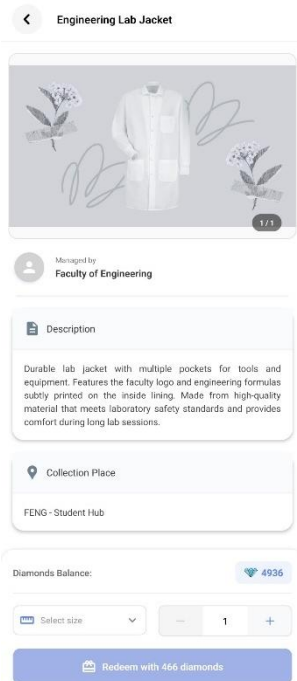 Engineering Lab Jacket
1 / 1
Managed by
Faculty of Engineering
Description
Durable lab jacket with multiple pockets for tools and
equipment. Features the faculty logo and engineering formulas
subtly printed on the inside lining. Made from high-quality
material that meets laboratory safety standards and provides
comfort during long lab sessions.
Collection Place
FENG - Student Hub
Diamonds Balance:
4936
Select size
1
Redeem with 466 diamonds